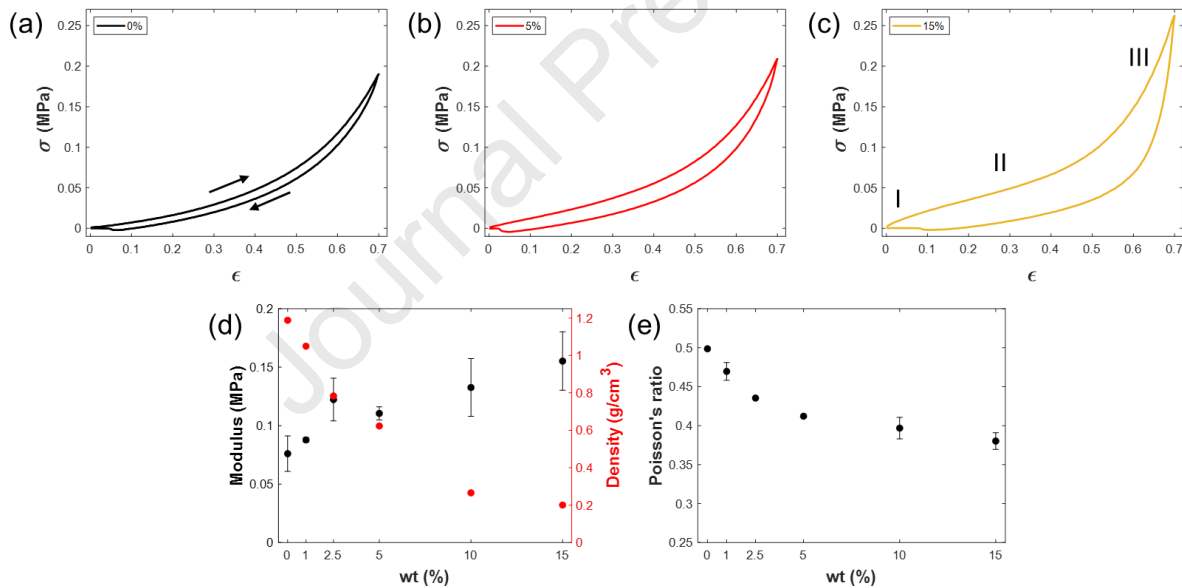 (a)
0%
σ (MPa)
0.25
0.2
0.15
0.1
0.05
0
0 0.1 0.2 0.3 0.4 0.5 0.6 0.7
ϵ
(b)
5%
σ (MPa)
0.25
0.2
0.15
0.1
0.05
0
0 0.1 0.2 0.3 0.4 0.5 0.6 0.7
ϵ
(c)
15%
I
II
III
σ (MPa)
0.25
0.2
0.15
0.1
0.05
0
0 0.1 0.2 0.3 0.4 0.5 0.6 0.7
ϵ
Journal Pre
(d)
Modulus (MPa)
0.2
0.15
0.1
0.05
0
Density (g/cm³)
1.2
1
0.8
0.6
0.4
0.2
0
0 1 2.5 5 10 15
wt (%)
(e)
Poisson's ratio
0.55
0.5
0.45
0.4
0.35
0.3
0.25
0 1 2.5 5 10 15
wt (%)